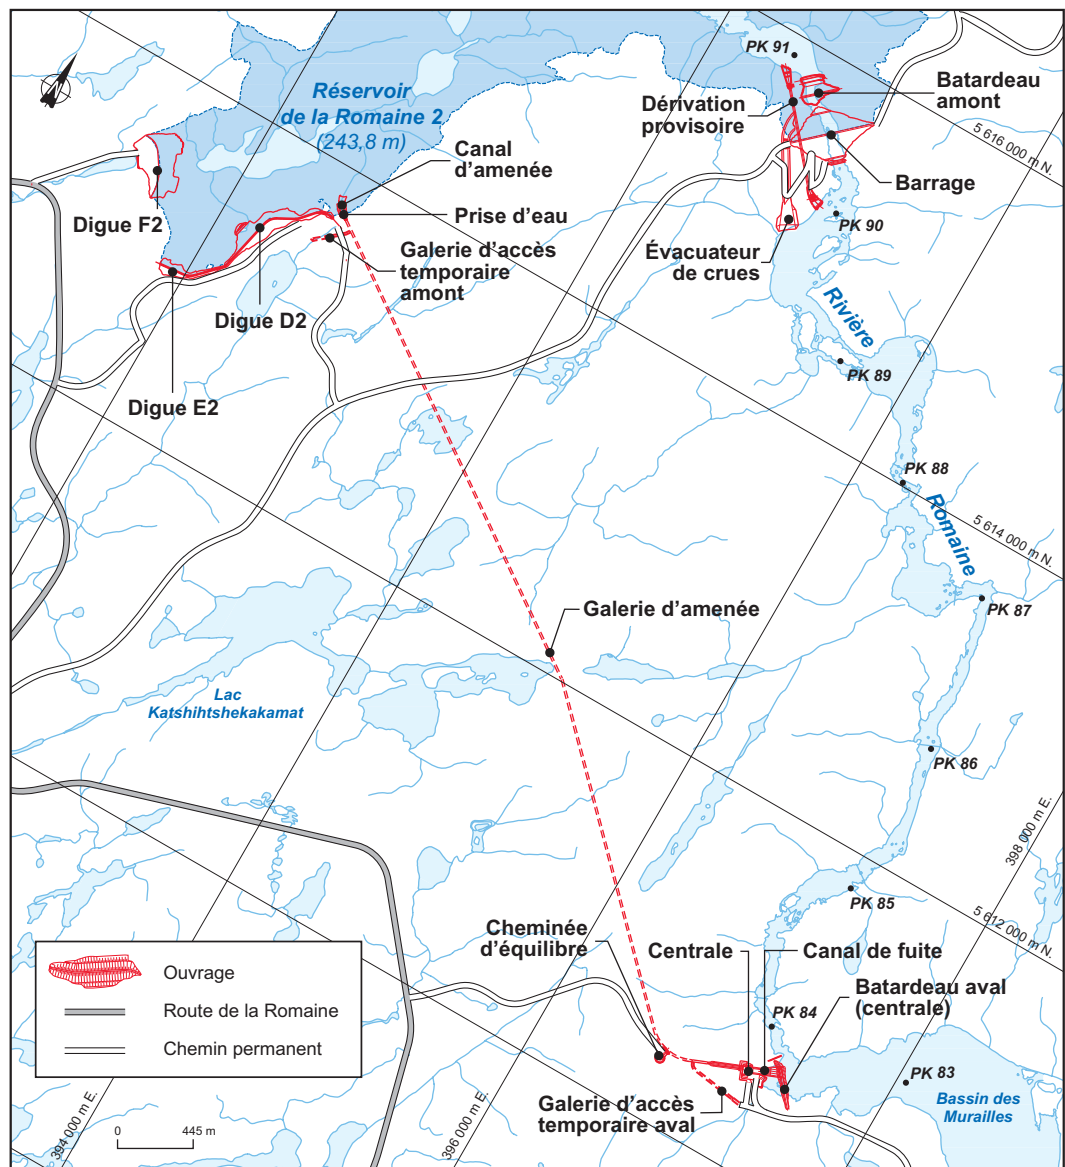 PK 91
Batardeau
amont
Dérivation
provisoire
Réservoir
de la Romaine 2
(243,8 m)
5 616 000 m N.
Canal
d'amenée
Barrage
Prise d'eau
Digue F2
PK 90
Galerie d'accès
temporaire
amont
Évacuateur
de crues
Digue D2
Rivière
PK 89
Digue E2
PK 88
Romaine
5 614 000 m N.
Galerie d'amenée
PK 87
Lac
Katshihtshekakamat
PK 86
398 000 m E.
PK 85
5 612 000 m N.
Cheminée
d'équilibre
Centrale
Canal de fuite
Ouvrage
Batardeau aval
(centrale)
Route de la Romaine
PK 84
Chemin permanent
PK 83
Bassin des
Murailles
Galerie d'accès
temporaire aval
394 000 m E.
396 000 m E.
0 445 m